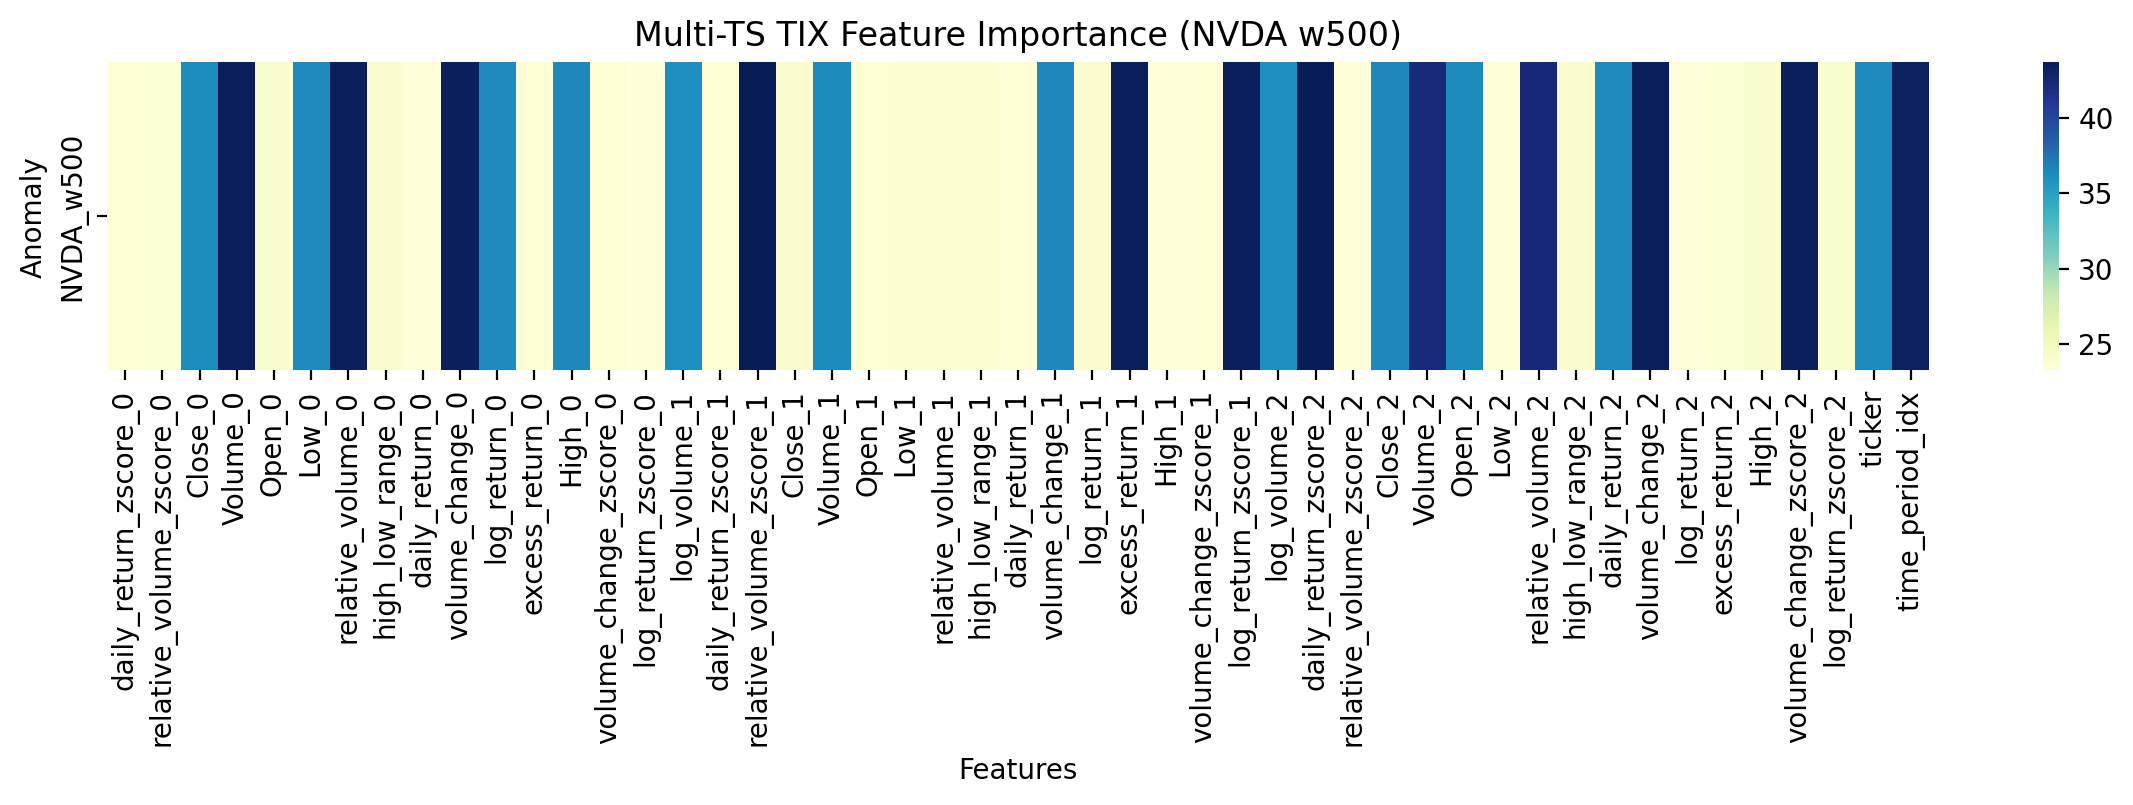 Multi-TS TIX Feature Importance (NVDA w500)
Anomaly
NVDA_w500
40
35
30
25
daily_return_zscore_0
relative_volume_zscore_0
Close_0
Volume_0
Open_0
Low_0
relative_volume_0
high_low_range_0
daily_return_0
volume_change_0
log_return_0
excess_return_0
High_0
volume_change_zscore_0
log_return_zscore_0
log_volume_1
daily_return_zscore_1
relative_volume_zscore_1
Close_1
Volume_1
Open_1
Low_1
relative_volume_1
high_low_range_1
daily_return_1
volume_change_1
log_return_1
excess_return_1
High_1
volume_change_zscore_1
log_return_zscore_1
log_volume_2
daily_return_zscore_2
relative_volume_zscore_2
Close_2
Volume_2
Open_2
Low_2
relative_volume_2
high_low_range_2
daily_return_2
volume_change_2
log_return_2
excess_return_2
High_2
volume_change_zscore_2
log_return_zscore_2
ticker
time_period_idx
Features